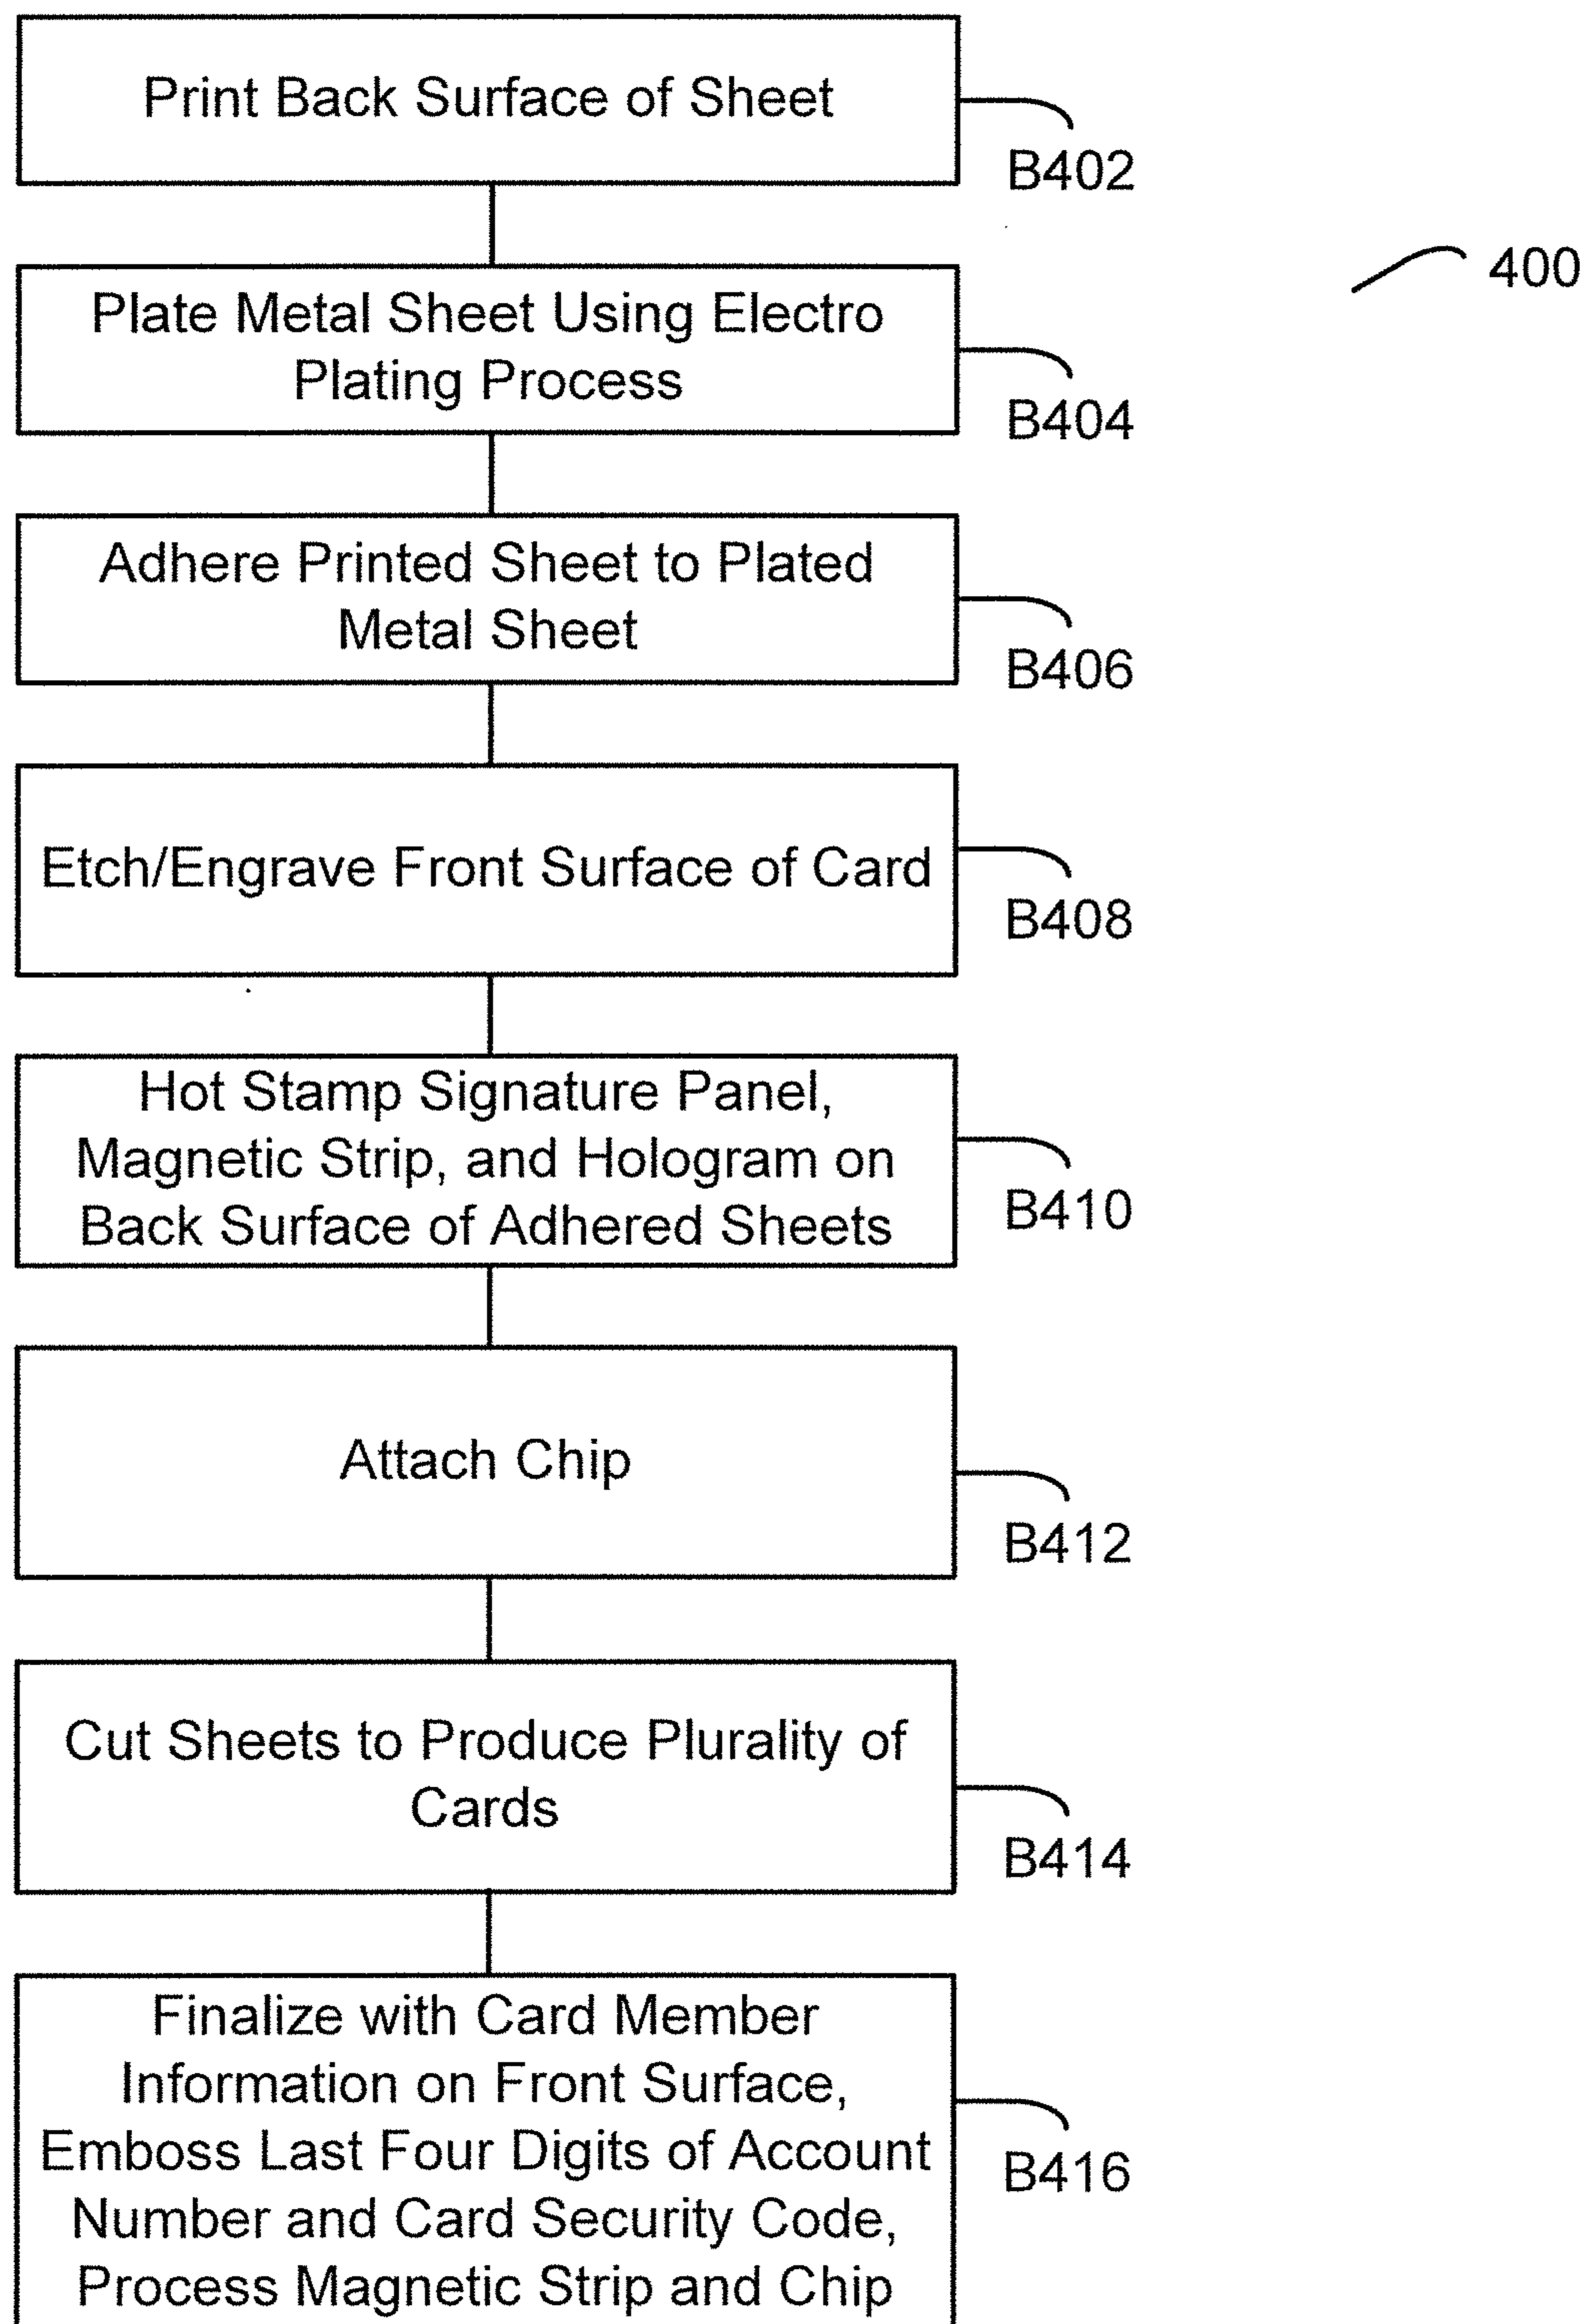 Print Back Surface of Sheet
B402
400
Plate Metal Sheet Using Electro
Plating Process
B404
Adhere Printed Sheet to Plated
Metal Sheet
B406
Etch/Engrave Front Surface of Card
B408
Hot Stamp Signature Panel,
Magnetic Strip, and Hologram on
Back Surface of Adhered Sheets
B410
Attach Chip
B412
Cut Sheets to Produce Plurality of
Cards
B414
Finalize with Card Member
Information on Front Surface,
Emboss Last Four Digits of Account
Number and Card Security Code,
Process Magnetic Strip and Chip
B416